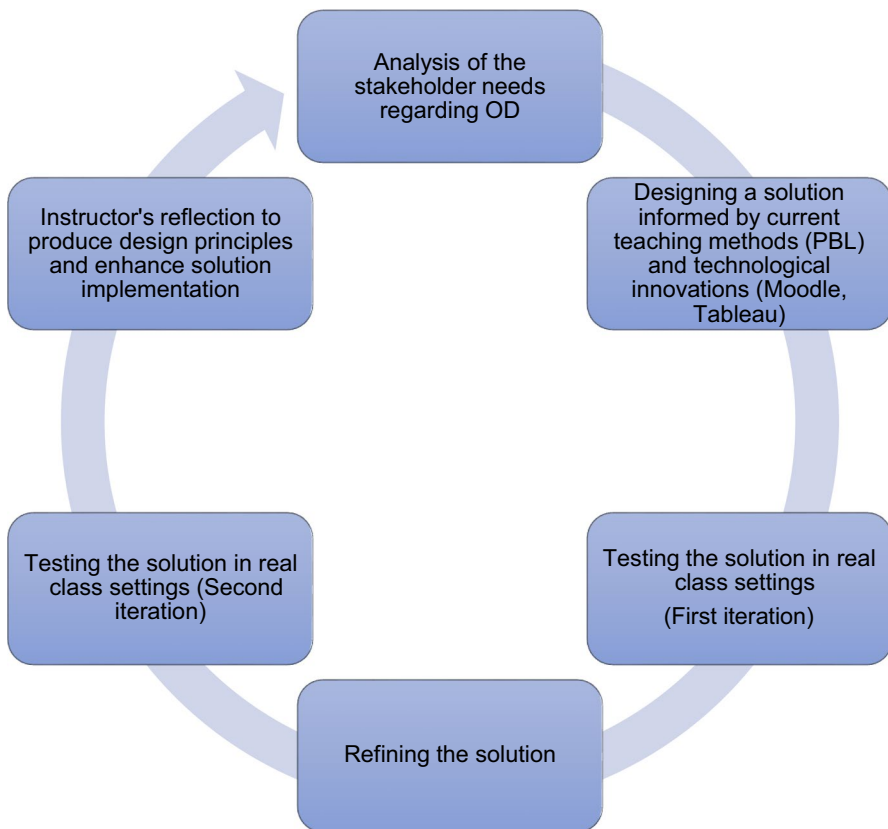 Analysis of the
stakeholder needs
regarding OD
Designing a solution
informed by current
teaching methods (PBL)
and technological
innovations (Moodle,
Tableau)
Testing the solution in real
class settings
(First iteration)
Refining the solution
Testing the solution in real
class settings (Second
iteration)
Instructor's reflection to
produce design principles
and enhance solution
implementation